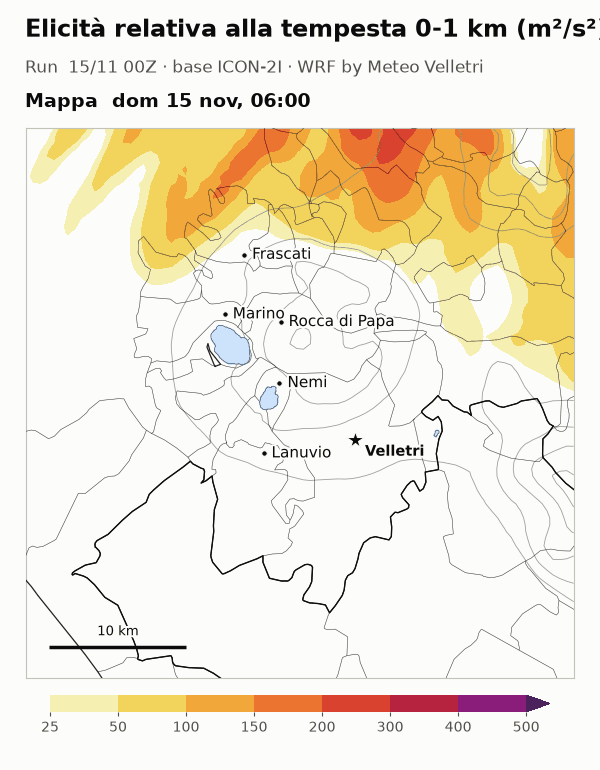 Elicità relativa alla tempesta 0-1 km (m²/s²)
Run  15/11 00Z · base ICON-2I · WRF by Meteo Velletri
Mappa  dom 15 nov, 06:00
Frascati
Marino
Rocca di Papa
Nemi
Lanuvio
Velletri
10 km
25 50 100 150 200 300 400 500